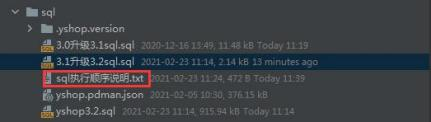 sql
.yshop.version
3.0升级3.1sql.sql 2020-12-16 13:49, 11.48 kB Today 11:19
3.1升级3.2sql.sql 2021-02-23 11:14, 2.14 kB 13 minutes ago
sql执行顺序说明.txt 2021-02-23 11:24, 472 B Today 11:39
yshop.pdman.json 2021-02-05 10:30, 376.15 kB
yshop3.2.sql 2021-02-23 11:14, 915.94 kB Today 11:14